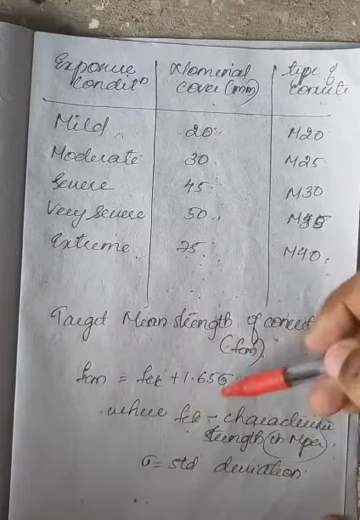 Exposure Nominal type of
Conditn cover (mm) Concrete
Mild 20 M20
Moderate 30 M25
Severe 45 M30
Very Severe 50 M35
Extreme 75 M40
Target Mean strength of concret
(fcm)
fcm = fck + 1.65σ
where fck - characteristic
strength (in Mpa)
σ = std deviation